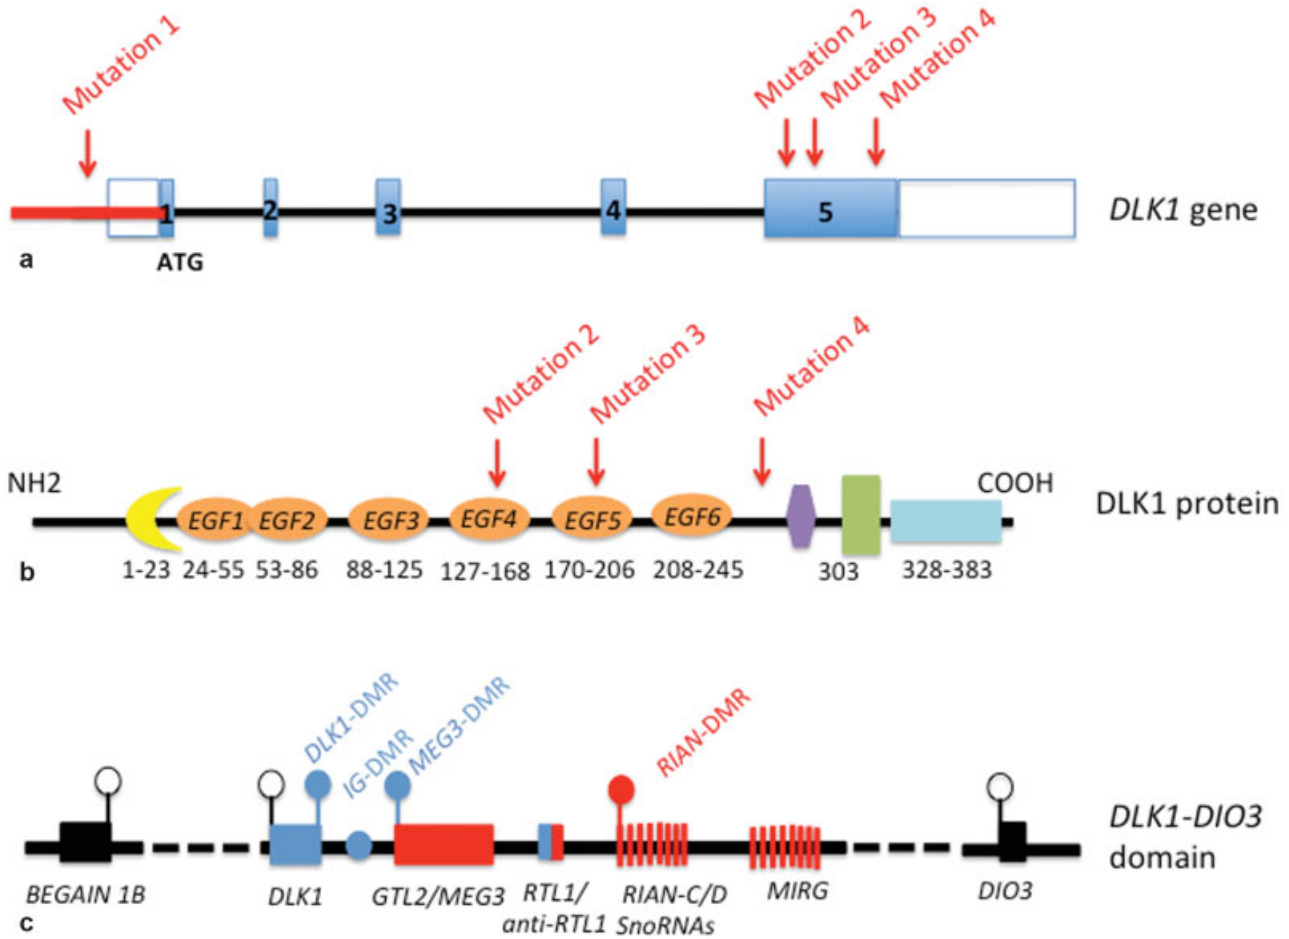 Mutation 1
Mutation 2
Mutation 3
Mutation 4
1
2
3
4
5
DLK1 gene
a
ATG
Mutation 2
Mutation 3
Mutation 4
NH2
COOH
EGF1
EGF2
EGF3
EGF4
EGF5
EGF6
DLK1 protein
b
1-23
24-55
53-86
88-125
127-168
170-206
208-245
303
328-383
DLK1-DMR
IG-DMR
MEG3-DMR
RIAN-DMR
DLK1-DIO3
domain
BEGAIN 1B
DLK1
GTL2/MEG3
RTL1/
anti-RTL1
RIAN-C/D
SnoRNAs
MIRG
DIO3
c